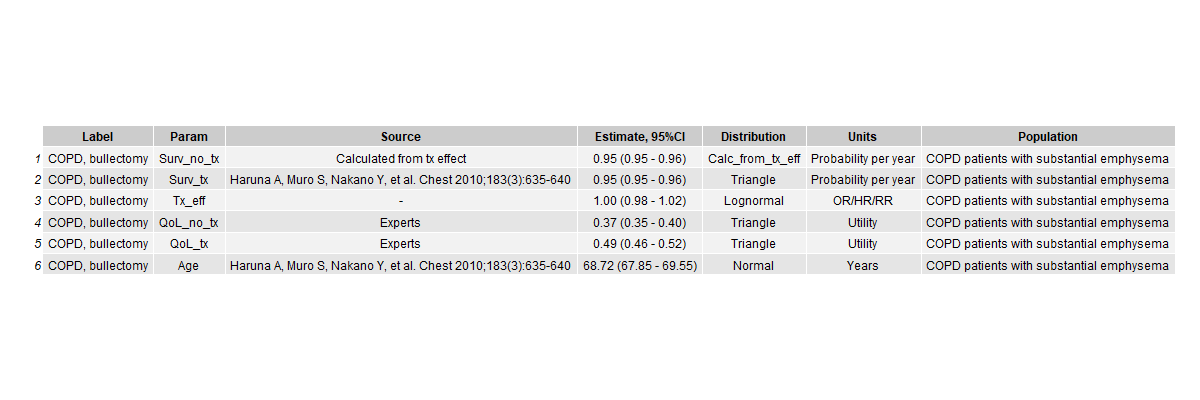 Label Param Source Estimate, 95%CI Distribution Units Population
1 COPD, bullectomy Surv_no_tx Calculated from tx effect 0.95 (0.95 - 0.96) Calc_from_tx_eff Probability per year COPD patients with substantial emphysema
2 COPD, bullectomy Surv_tx Haruna A, Muro S, Nakano Y, et al. Chest 2010;183(3):635-640 0.95 (0.95 - 0.96) Triangle Probability per year COPD patients with substantial emphysema
3 COPD, bullectomy Tx_eff - 1.00 (0.98 - 1.02) Lognormal OR/HR/RR COPD patients with substantial emphysema
4 COPD, bullectomy QoL_no_tx Experts 0.37 (0.35 - 0.40) Triangle Utility COPD patients with substantial emphysema
5 COPD, bullectomy QoL_tx Experts 0.49 (0.46 - 0.52) Triangle Utility COPD patients with substantial emphysema
6 COPD, bullectomy Age Haruna A, Muro S, Nakano Y, et al. Chest 2010;183(3):635-640 68.72 (67.85 - 69.55) Normal Years COPD patients with substantial emphysema